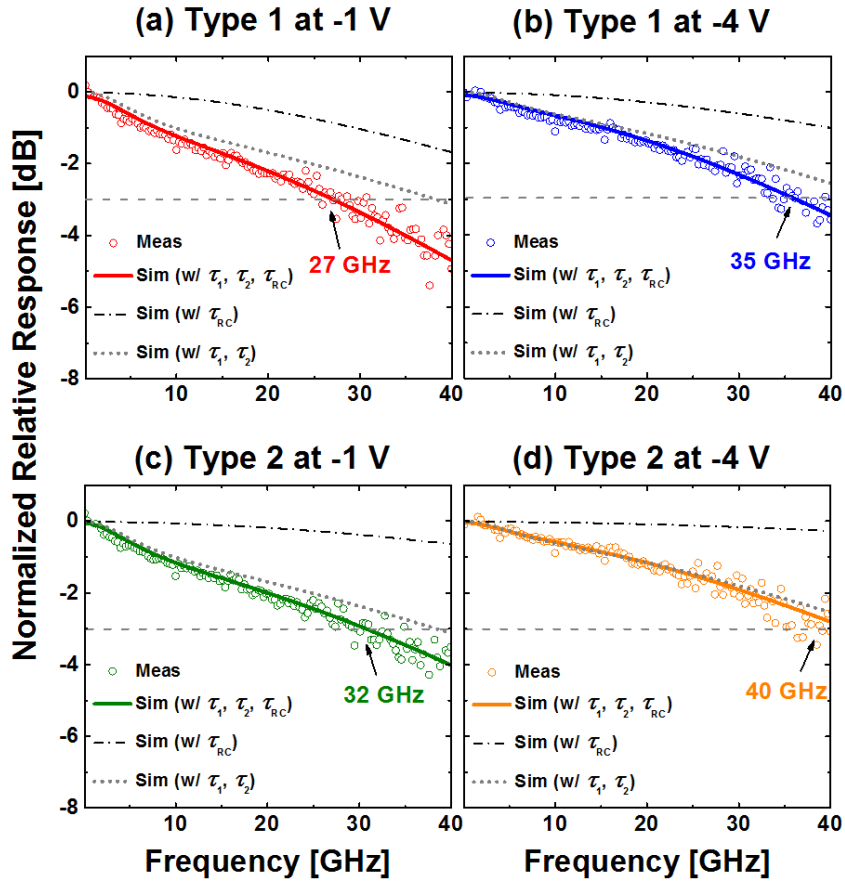 (a) Type 1 at -1 V
(b) Type 1 at -4 V
Normalized Relative Response [dB]
0
-2
-4
-6
-8
27 GHz
Meas
Sim (w/ τ1, τ2, τRC)
Sim (w/ τRC)
Sim (w/ τ1, τ2)
10 20 30 40
35 GHz
Meas
Sim (w/ τ1, τ2, τRC)
Sim (w/ τRC)
Sim (w/ τ1, τ2)
10 20 30 40
(c) Type 2 at -1 V
(d) Type 2 at -4 V
0
-2
-4
-6
-8
32 GHz
Meas
Sim (w/ τ1, τ2, τRC)
Sim (w/ τRC)
Sim (w/ τ1, τ2)
10 20 30 40
Frequency [GHz]
40 GHz
Meas
Sim (w/ τ1, τ2, τRC)
Sim (w/ τRC)
Sim (w/ τ1, τ2)
10 20 30 40
Frequency [GHz]